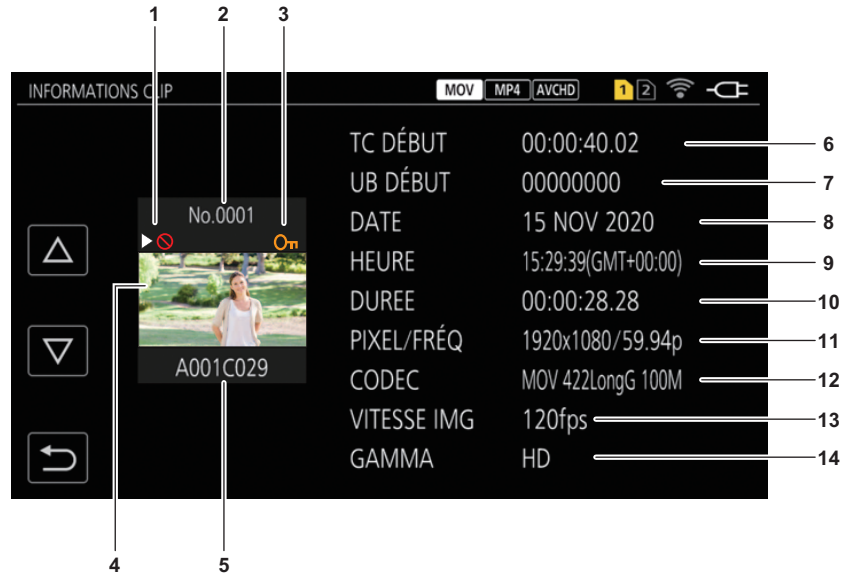 1 2 3
INFORMATIONS CLIP MOV MP4 AVCHD 1 2
TC DÉBUT 00:00:40.02 6
UB DÉBUT 00000000 7
No.0001 DATE 15 NOV 2020 8
HEURE 15:29:39(GMT+00:00) 9
4 DUREE 00:00:28.28 10
PIXEL/FRÉQ 1920x1080/59.94p 11
A001C029 CODEC MOV 422LongG 100M 12
VITESSE IMG 120fps 13
GAMMA HD 14
4 5